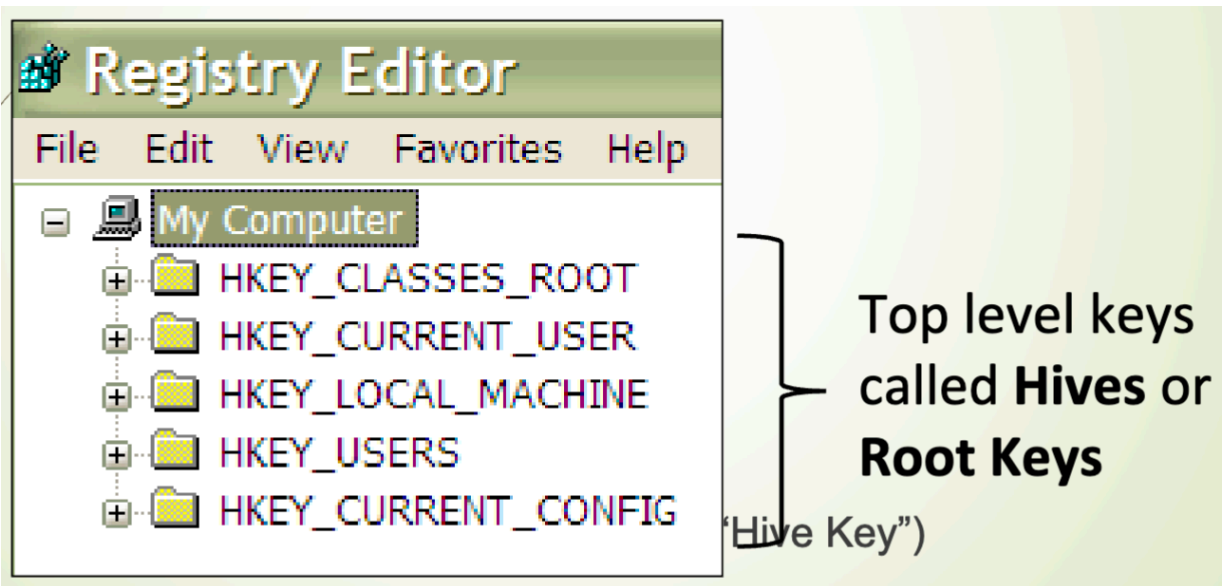 Registry Editor
File Edit View Favorites Help
My Computer
HKEY_CLASSES_ROOT
HKEY_CURRENT_USER
HKEY_LOCAL_MACHINE
HKEY_USERS
HKEY_CURRENT_CONFIG
Top level keys
called Hives or
Root Keys
“Hive Key”)